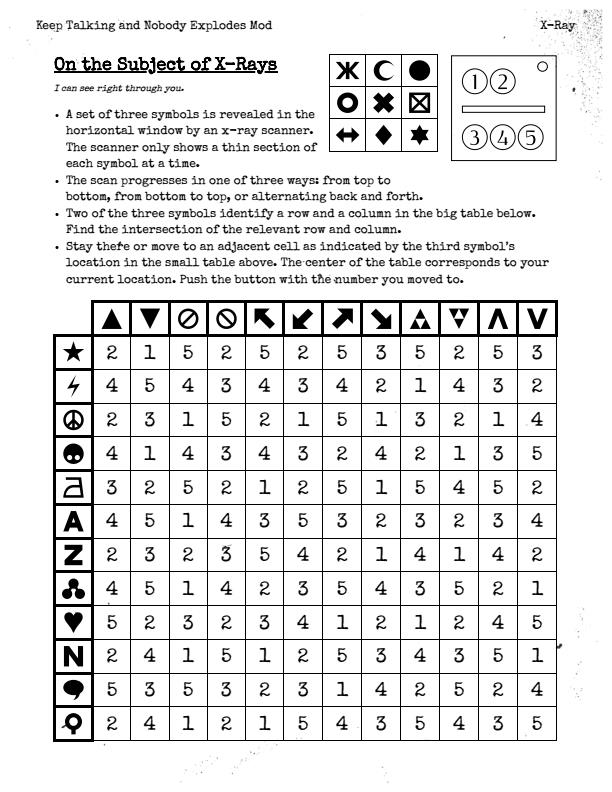 Keep Talking and Nobody Explodes Mod X-Ray
On the Subject of X-Rays
I can see right through you.
• A set of three symbols is revealed in the
horizontal window by an x-ray scanner.
The scanner only shows a thin section of
each symbol at a time.
• The scan progresses in one of three ways: from top to
bottom, from bottom to top, or alternating back and forth.
• Two of the three symbols identify a row and a column in the big table below.
Find the intersection of the relevant row and column.
• Stay there or move to an adjacent cell as indicated by the third symbol's
location in the small table above. The center of the table corresponds to your
current location. Push the button with the number you moved to.
1 2
3 4 5
2 1 5 2 5 2 5 3 5 2 5 3
4 5 4 3 4 3 4 2 1 4 3 2
2 3 1 5 2 1 5 1 3 2 1 4
4 1 4 3 4 3 2 4 2 1 3 5
3 2 5 2 1 2 5 1 5 4 5 2
A 4 5 1 4 3 5 3 2 3 2 3 4
Z 2 3 2 3 5 4 2 1 4 1 4 2
4 5 1 4 2 3 5 4 3 5 2 1
5 2 3 2 3 4 1 2 1 2 4 5
N 2 4 1 5 1 2 5 3 4 3 5 1
5 3 5 3 2 3 1 4 2 5 2 4
2 4 1 2 1 5 4 3 5 4 3 5